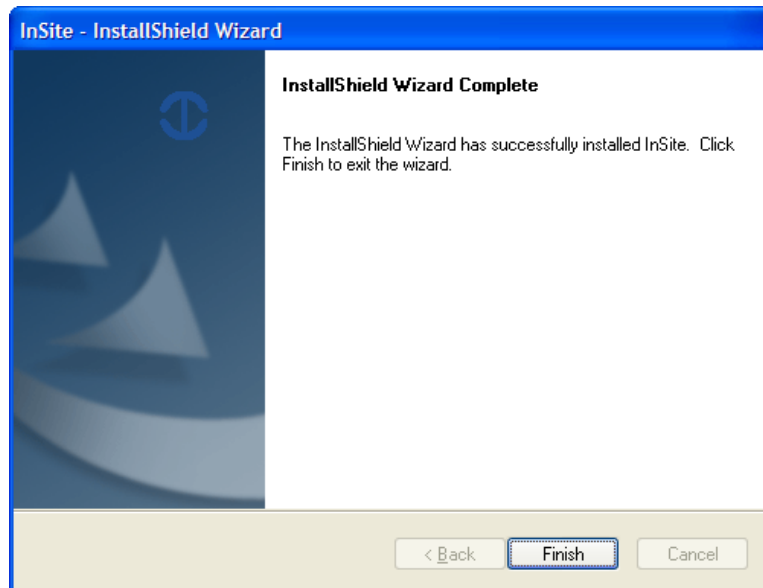 InSite - InstallShield Wizard
InstallShield Wizard Complete
The InstallShield Wizard has successfully installed InSite. Click
Finish to exit the wizard.
< Back
Finish
Cancel